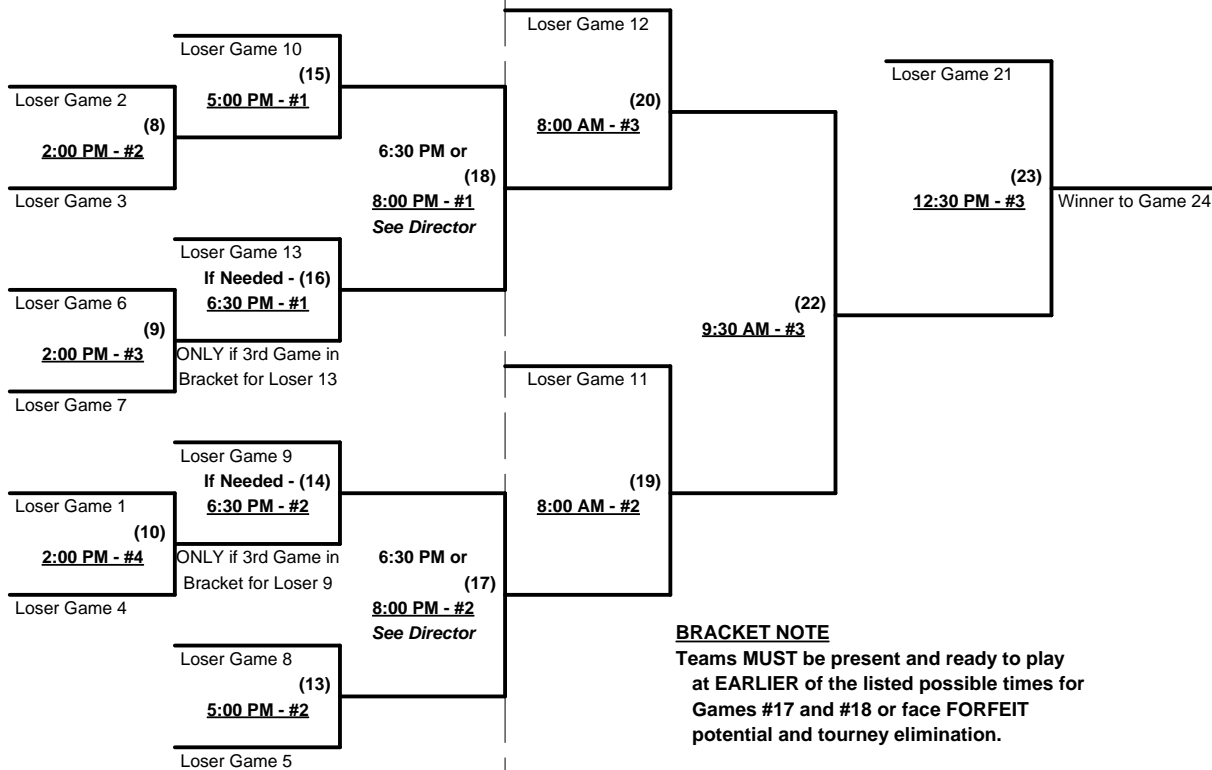 Loser Game 12
Loser Game 10
(15)
5:00 PM - #1
Loser Game 21
Loser Game 2
(8)
2:00 PM - #2
(20)
8:00 AM - #3
6:30 PM or
(18)
8:00 PM - #1
See Director
(23)
12:30 PM - #3
Winner to Game 24
Loser Game 3
Loser Game 13
If Needed - (16)
6:30 PM - #1
Loser Game 6
(9)
2:00 PM - #3
(22)
9:30 AM - #3
ONLY if 3rd Game in
Bracket for Loser 13
Loser Game 11
Loser Game 7
Loser Game 9
If Needed - (14)
6:30 PM - #2
Loser Game 1
(10)
2:00 PM - #4
(19)
8:00 AM - #2
ONLY if 3rd Game in
Bracket for Loser 9
6:30 PM or
(17)
8:00 PM - #2
See Director
Loser Game 4
Loser Game 8
(13)
5:00 PM - #2
Loser Game 5
BRACKET NOTE
Teams MUST be present and ready to play
at EARLIER of the listed possible times for
Games #17 and #18 or face FORFEIT
potential and tourney elimination.